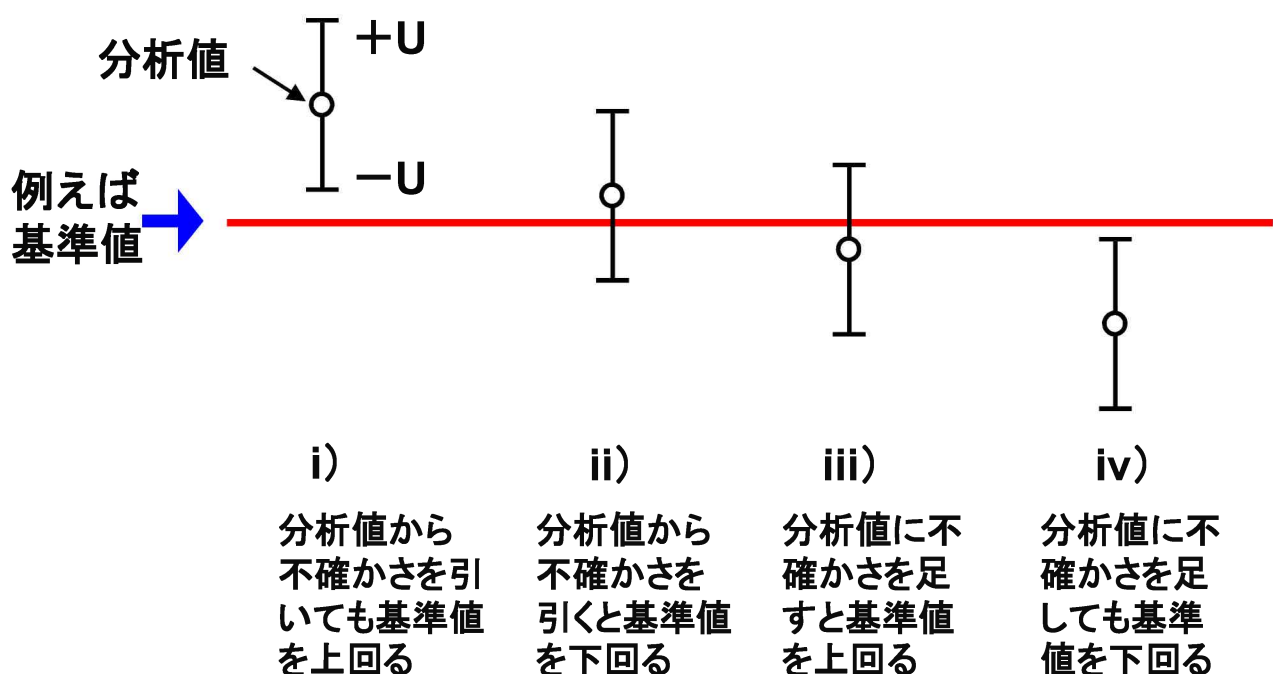 分析値
＋U
－U
例えば
基準値
i）
分析値から
不確かさを引
いても基準値
を上回る
ii）
分析値から
不確かさを
引くと基準値
を下回る
iii）
分析値に不
確かさを足
すと基準値
を上回る
iv）
分析値に不
確かさを足
しても基準
値を下回る